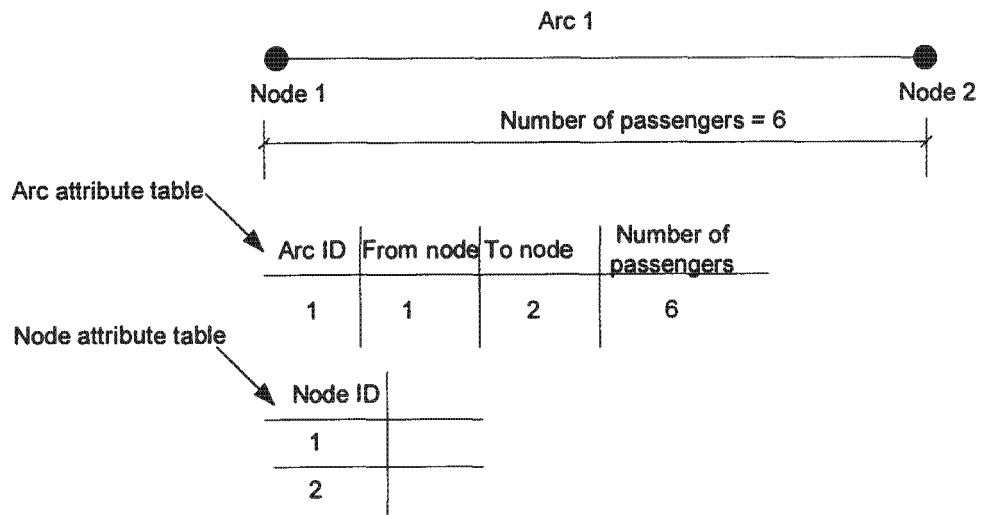 Arc 1
Node 1
Node 2
Number of passengers = 6
Arc attribute table
Arc ID From node To node Number of passengers
1 1 2 6
Node attribute table
Node ID
1
2